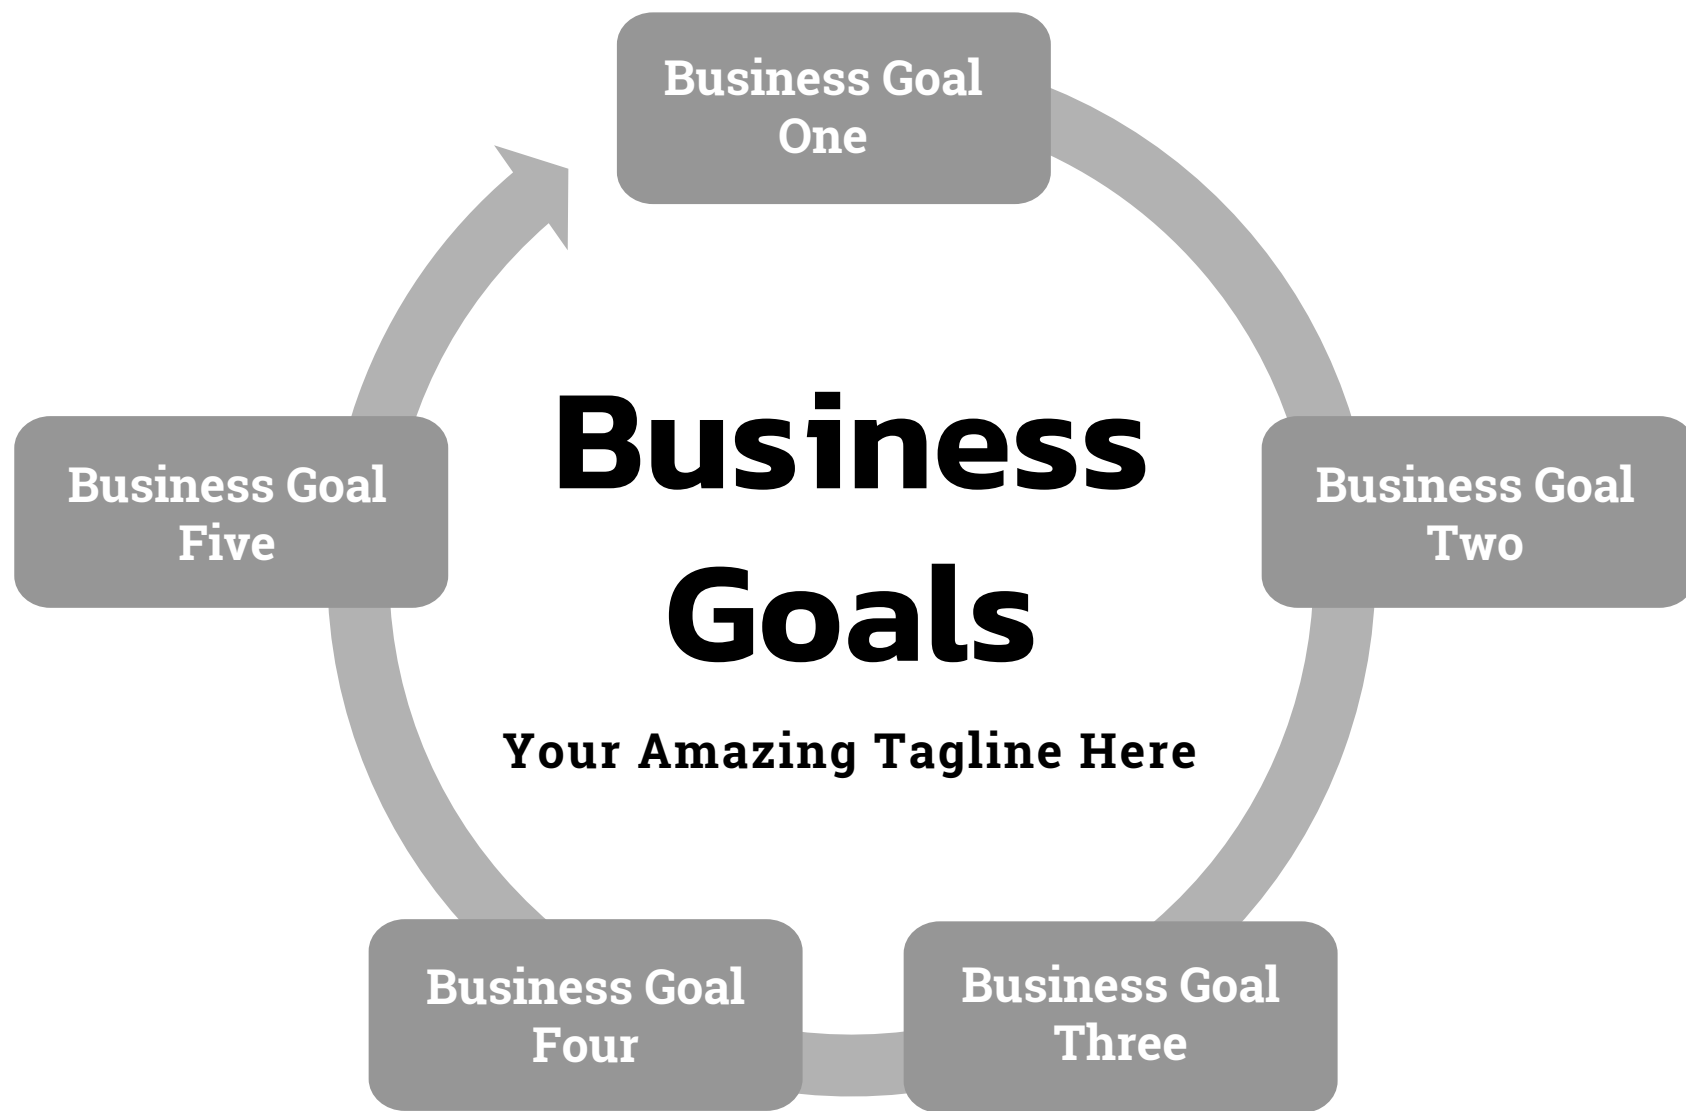 Business Goal
One
Business Goal
Five
Business
Goals
Business Goal
Two
Your Amazing Tagline Here
Business Goal
Four
Business Goal
Three